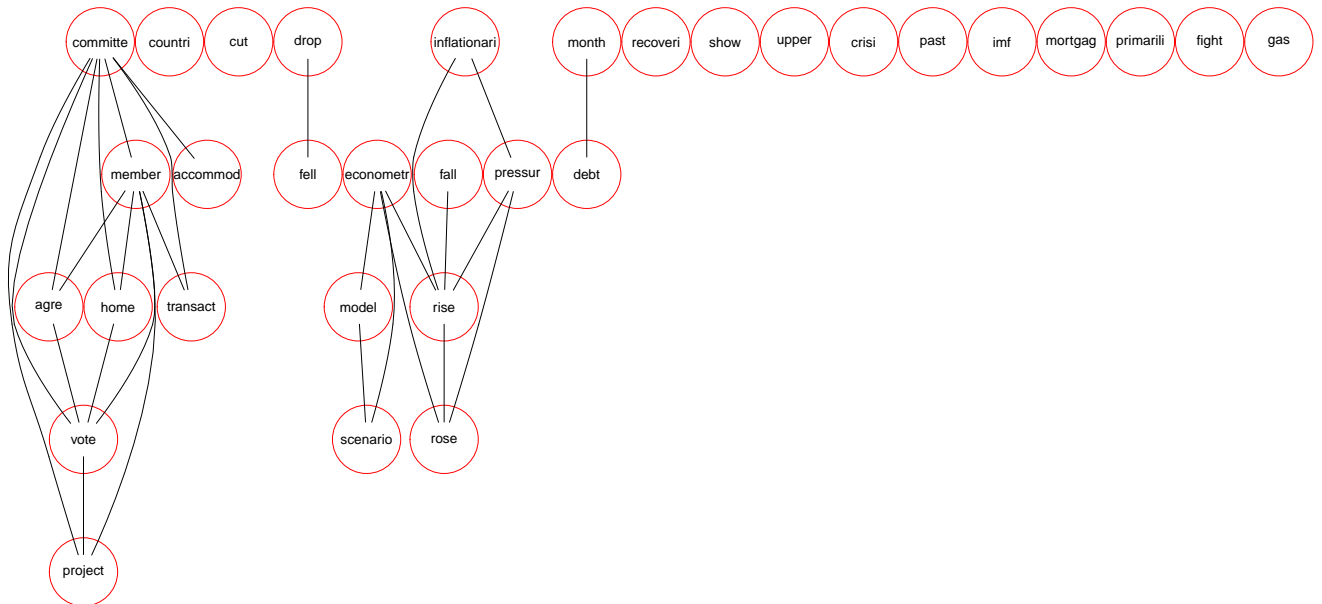 committe countri cut drop inflationari month recoveri show upper crisi past imf mortgag primarili fight gas
member accommod fell econometr fall pressur debt
agre home transact model rise
vote scenario rose
project